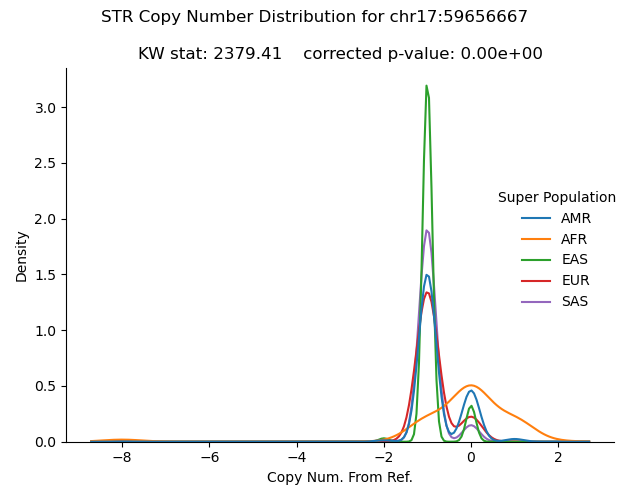 STR Copy Number Distribution for chr17:59656667
KW stat: 2379.41    corrected p-value: 0.00e+00
3.0
2.5
2.0
1.5
1.0
0.5
0.0
Density
Super Population
AMR
AFR
EAS
EUR
SAS
−8 −6 −4 −2 0 2
Copy Num. From Ref.